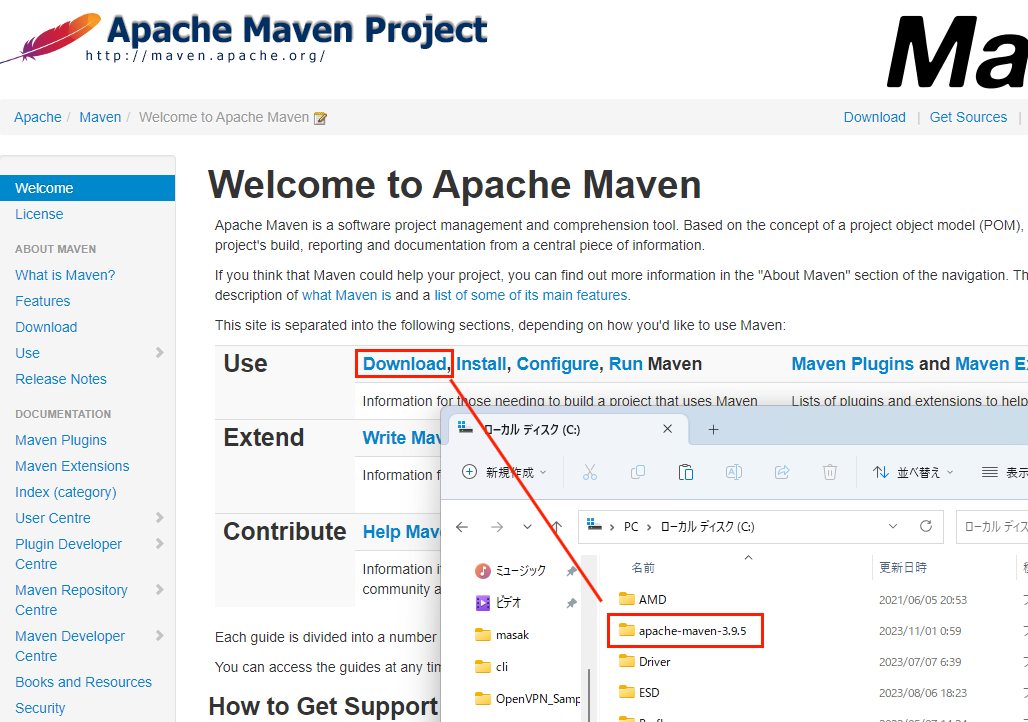 Apache Maven Project
http://maven.apache.org/
Ma
Apache / Maven / Welcome to Apache Maven
Download | Get Sources |
Welcome
License
ABOUT MAVEN
What is Maven?
Features
Download
Use
Release Notes
DOCUMENTATION
Maven Plugins
Maven Extensions
Index (category)
User Centre
Plugin Developer
Centre
Maven Repository
Centre
Maven Developer
Centre
Books and Resources
Security
Welcome to Apache Maven
Apache Maven is a software project management and comprehension tool. Based on the concept of a project object model (POM),
project's build, reporting and documentation from a central piece of information.
If you think that Maven could help your project, you can find out more information in the "About Maven" section of the navigation. Th
description of what Maven is and a list of some of its main features.
This site is separated into the following sections, depending on how you'd like to use Maven:
Use
Download, Install, Configure, Run Maven
Maven Plugins and Maven Ex
Information for those needing to build a project that uses Maven
Lists of plugins and extensions to help
Extend
Write Mav
Information f
Contribute
Help Mav
Information i
community a
Each guide is divided into a number
You can access the guides at any tim
How to Get Support
ローカル ディスク (C:)
新規作成
並べ替え
表示
PC
ローカル ディスク (C:)
ローカル ディス
ミュージック
ビデオ
masak
cli
OpenVPN_Samp
名前
更新日時
AMD
2021/06/05 20:53
apache-maven-3.9.5
2023/11/01 0:59
Driver
2023/07/07 6:39
ESD
2023/08/06 18:23